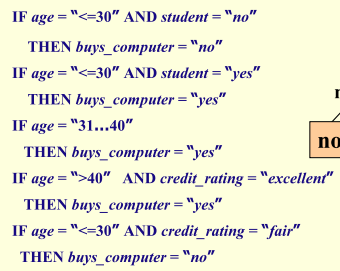 IF age = "<=30" AND student = "no"
THEN buys_computer = "no"
IF age = "<=30" AND student = "yes"
THEN buys_computer = "yes"
IF age = "31…40"
THEN buys_computer = "yes"
IF age = ">40" AND credit_rating = "excellent"
THEN buys_computer = "yes"
IF age = "<=30" AND credit_rating = "fair"
THEN buys_computer = "no"
no